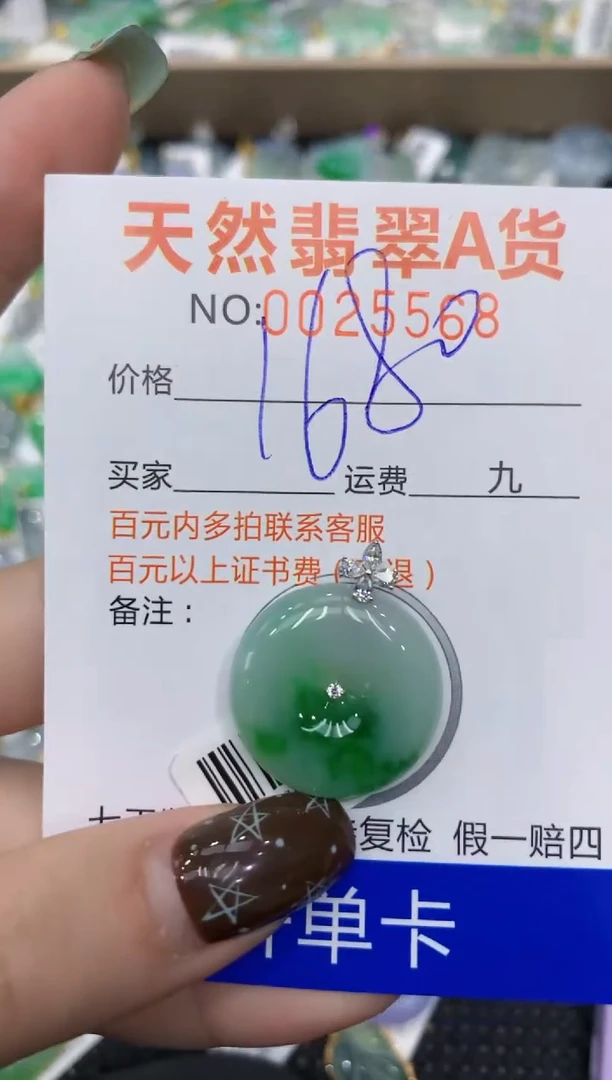 天然翡翠A货
NO:0025568
1680
价格
买家 运费 九
百元内多拍联系客服
百元以上证书费( 退)
备注:
复检 假一赔四
单卡